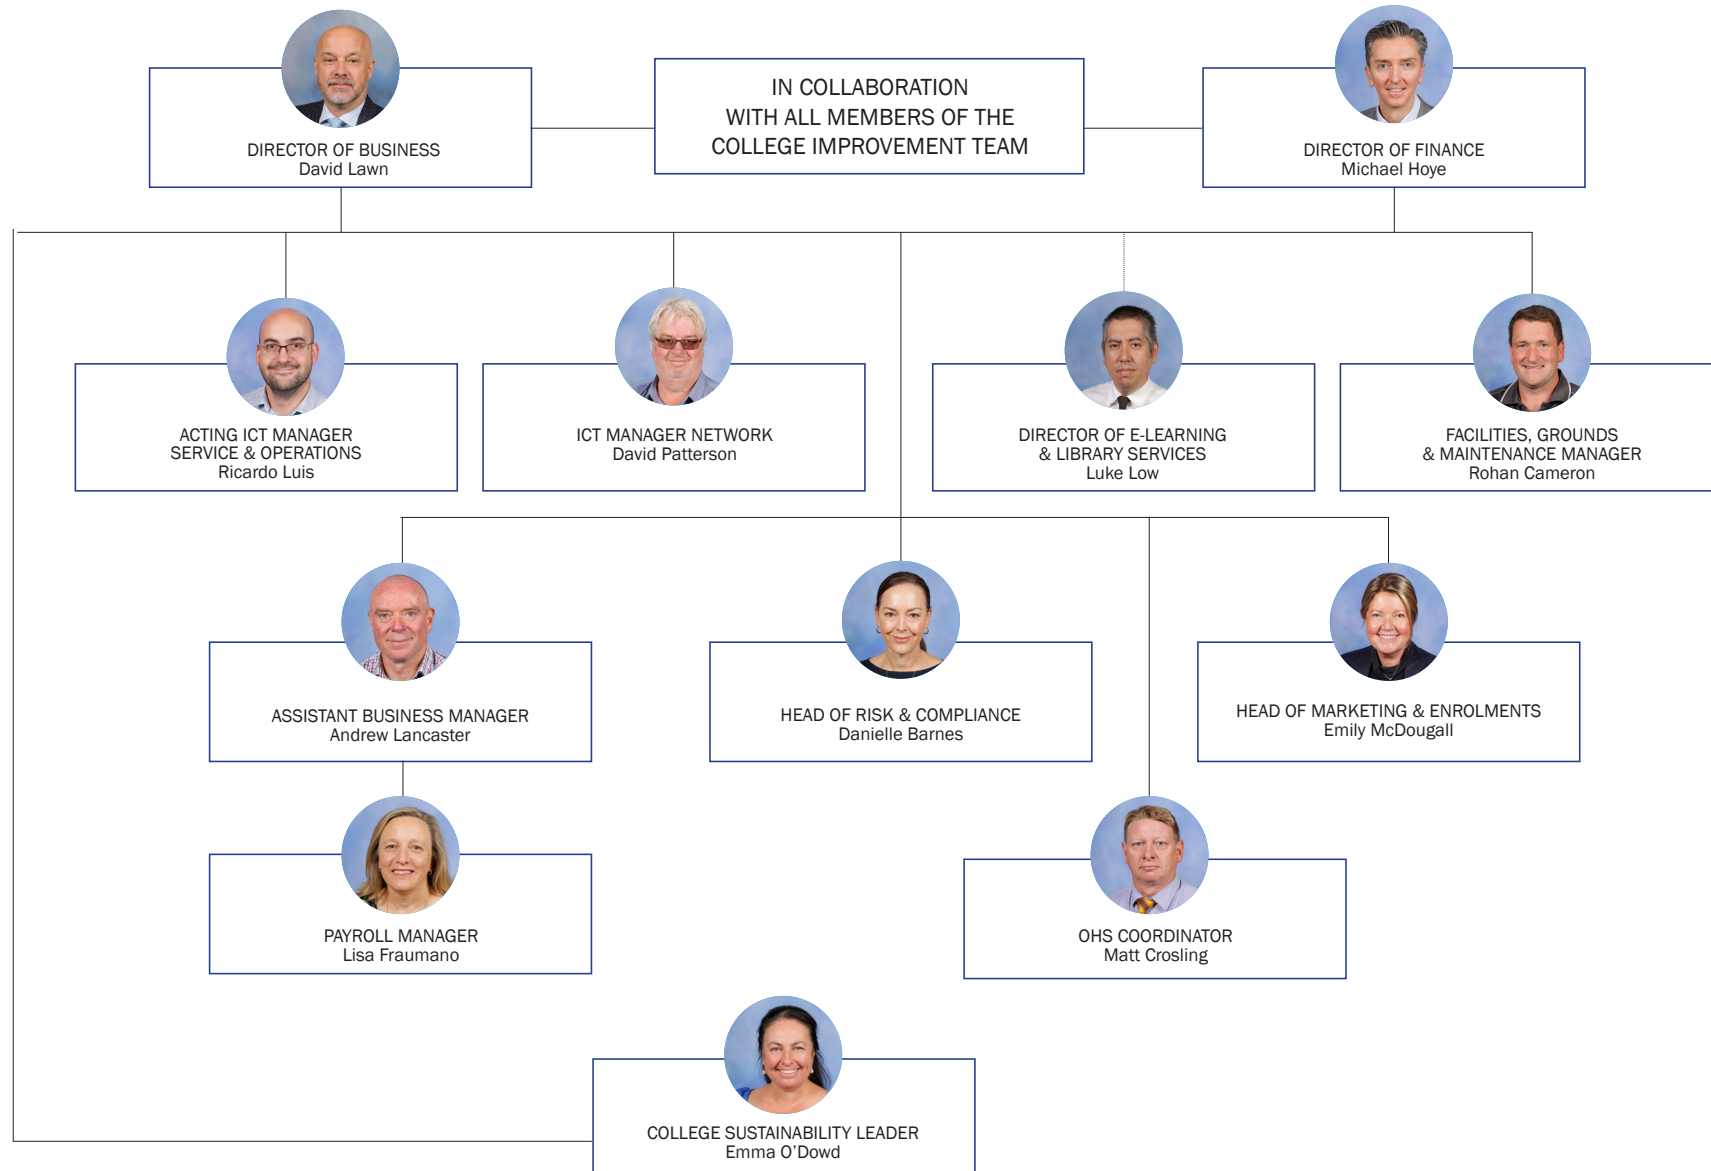 DIRECTOR OF BUSINESS
David Lawn
IN COLLABORATION
WITH ALL MEMBERS OF THE
COLLEGE IMPROVEMENT TEAM
DIRECTOR OF FINANCE
Michael Hoye
ACTING ICT MANAGER
SERVICE & OPERATIONS
Ricardo Luis
ICT MANAGER NETWORK
David Patterson
DIRECTOR OF E-LEARNING
& LIBRARY SERVICES
Luke Low
FACILITIES, GROUNDS
& MAINTENANCE MANAGER
Rohan Cameron
ASSISTANT BUSINESS MANAGER
Andrew Lancaster
HEAD OF RISK & COMPLIANCE
Danielle Barnes
HEAD OF MARKETING & ENROLMENTS
Emily McDougall
PAYROLL MANAGER
Lisa Fraumano
OHS COORDINATOR
Matt Crosling
COLLEGE SUSTAINABILITY LEADER
Emma O’Dowd